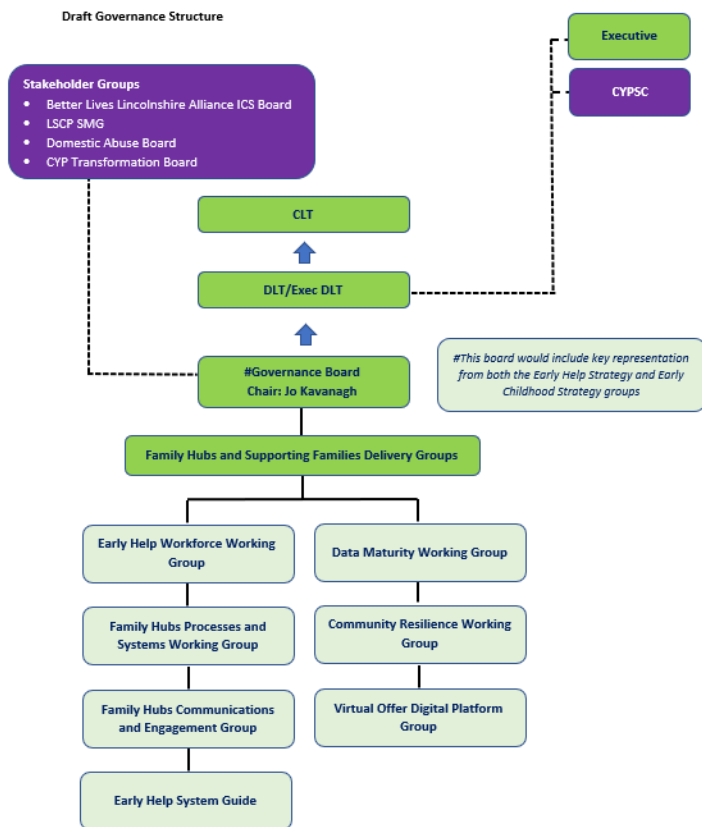 Draft Governance Structure
Executive
CYPSC
Stakeholder Groups
• Better Lives Lincolnshire Alliance ICS Board
• LSCP SMG
• Domestic Abuse Board
• CYP Transformation Board
CLT
DLT/Exec DLT
#Governance Board
Chair: Jo Kavanagh
#This board would include key representation
from both the Early Help Strategy and Early
Childhood Strategy groups
Family Hubs and Supporting Families Delivery Groups
Early Help Workforce Working
Group
Data Maturity Working Group
Family Hubs Processes and
Systems Working Group
Community Resilience Working
Group
Family Hubs Communications
and Engagement Group
Virtual Offer Digital Platform
Group
Early Help System Guide